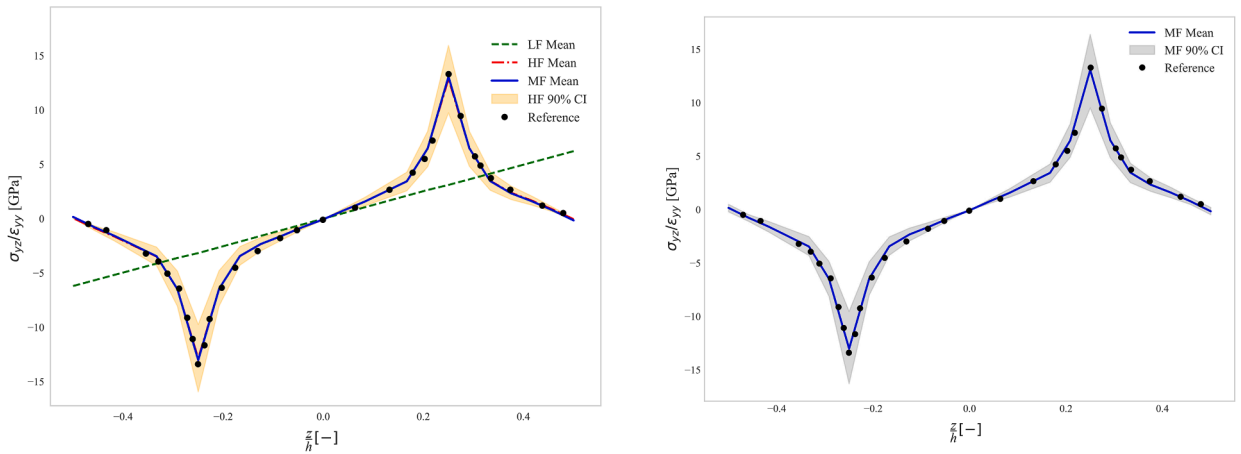 15
10
5
0
−5
−10
−15
σyz/εyy [GPa]
LF Mean
HF Mean
MF Mean
HF 90% CI
Reference
−0.4
−0.2
0.0
0.2
0.4
z/h [−]
15
10
5
0
−5
−10
−15
σyz/εyy [GPa]
MF Mean
MF 90% CI
Reference
−0.4
−0.2
0.0
0.2
0.4
z/h [−]